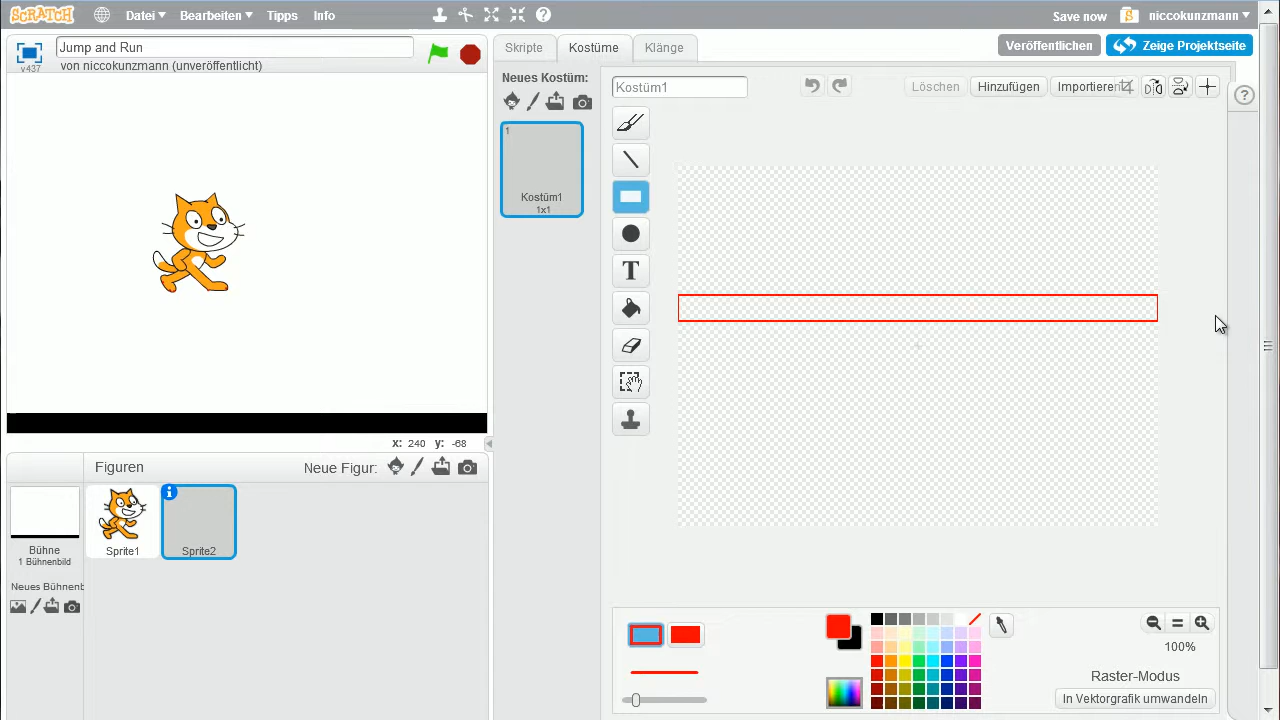 SCRATCH Datei Bearbeiten Tipps Info Save now niccokunzmann
v437 Jump and Run
von niccokunzmann (unveröffentlicht)
Skripte Kostüme Klänge Veröffentlichen Zeige Projektseite
Neues Kostüm: Kostüm1 Löschen Hinzufügen Importieren
1
Kostüm1
1x1
T
x: 240 y: -68
Figuren Neue Figur:
Bühne
1 Bühnenbild
Sprite1 Sprite2
Neues Bühnenb
100%
Raster-Modus
In Vektorgrafik umwandeln